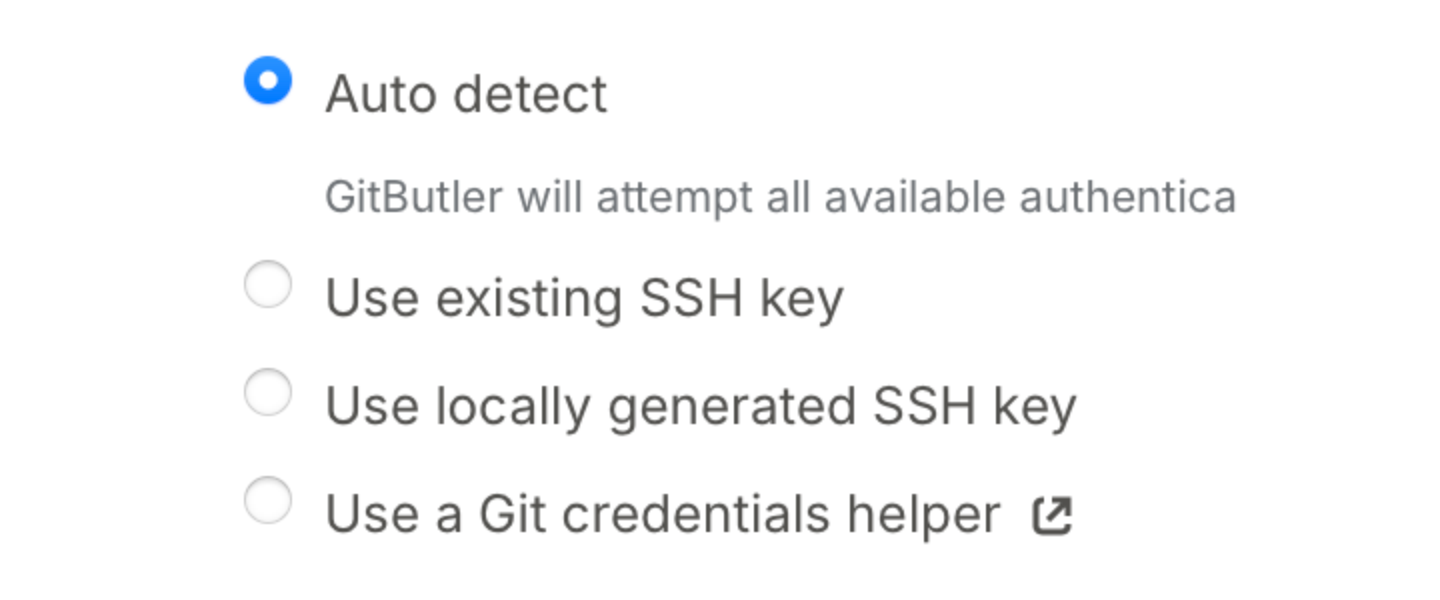 Auto detect
GitButler will attempt all available authentica
Use existing SSH key
Use locally generated SSH key
Use a Git credentials helper